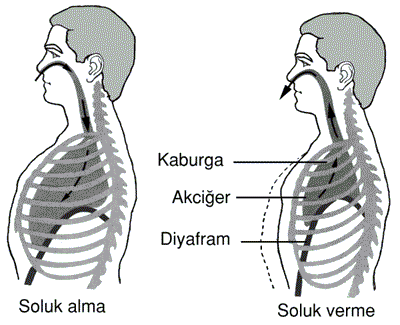 Kaburga
Akciğer
Diyafram
Soluk alma
Soluk verme